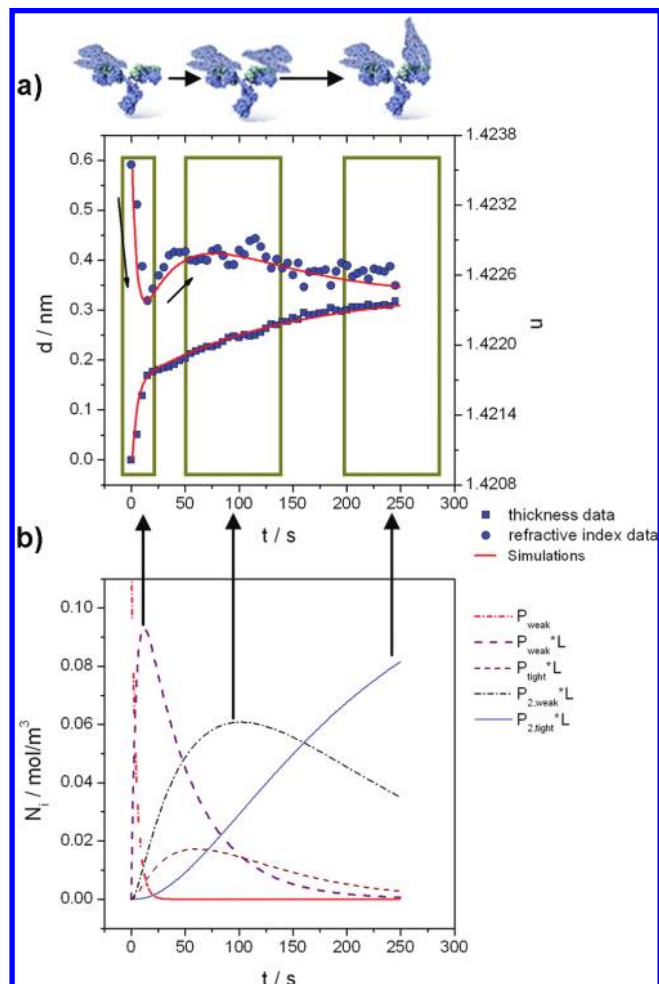 a)
0.6
0.5
0.4
0.3
0.2
0.1
0.0
d / nm
1.4238
1.4232
1.4226
1.4220
1.4214
1.4208
n
-50 0 50 100 150 200 250 300
t / s
thickness data
refractive index data
Simulations
b)
0.10
0.08
0.06
0.04
0.02
0.00
N_i / mol/m^3
-50 0 50 100 150 200 250 300
t / s
P_weak
P_weak*L
P_tight*L
P_2,weak*L
P_2,tight*L